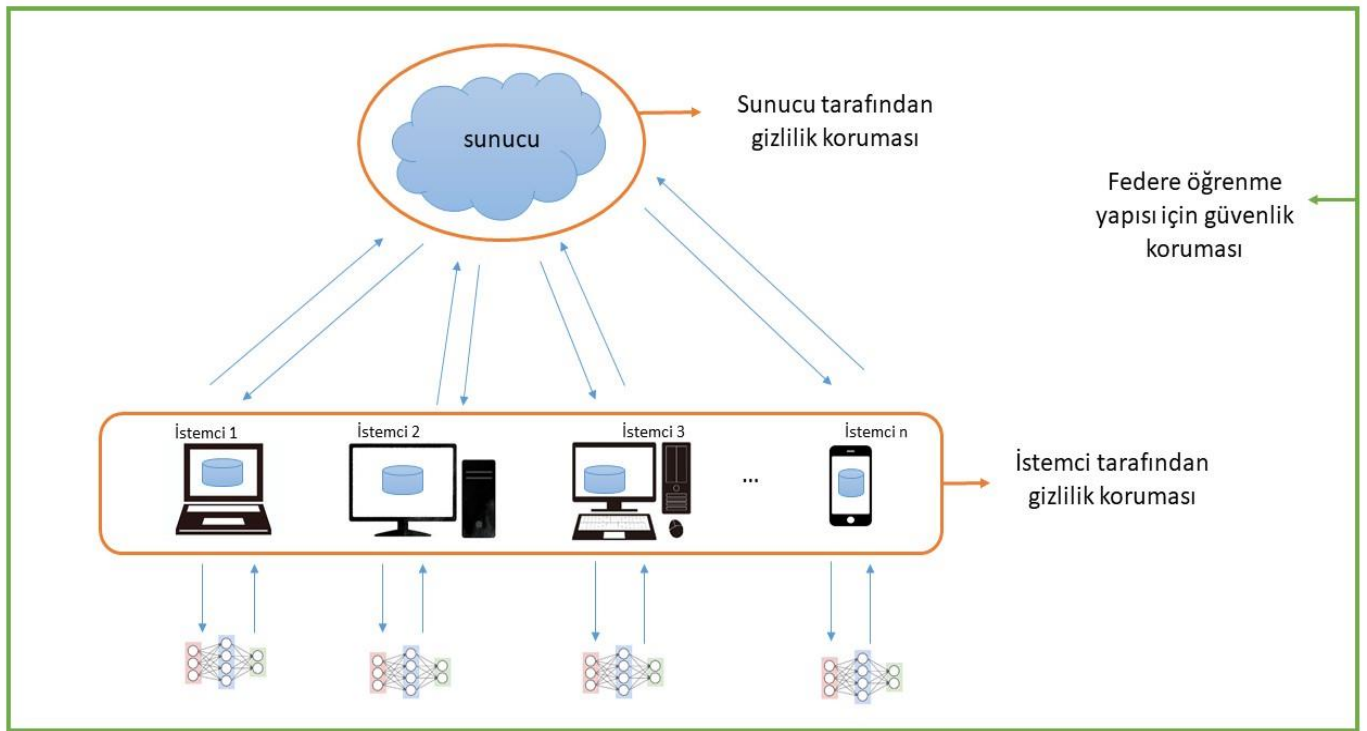 sunucu
Sunucu tarafından
gizlilik koruması
Federe öğrenme
yapısı için güvenlik
koruması
İstemci 1
İstemci 2
İstemci 3
İstemci n
...
İstemci tarafından
gizlilik koruması